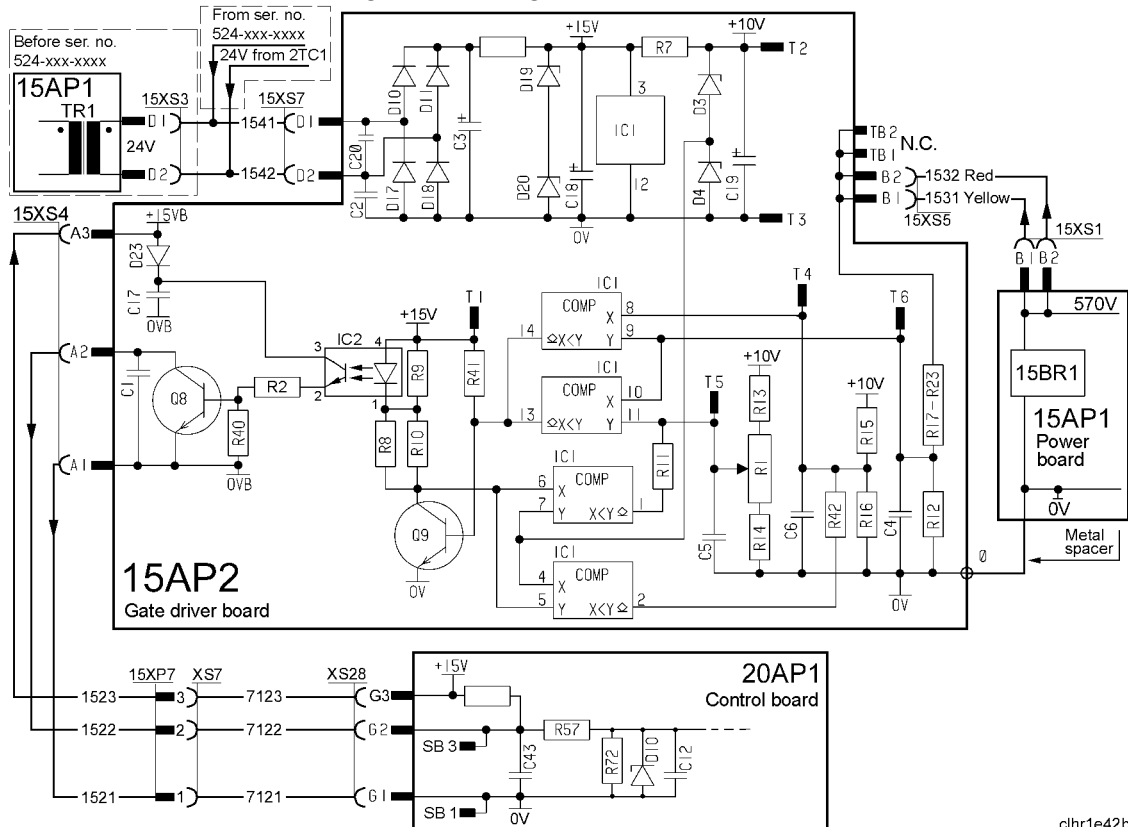 From ser. no.
524-xxx-xxxx
24V from 2TC1
Before ser. no.
524-xxx-xxxx
15AP1
TR1
15XS3
15XS7
D1
1541
D1
24V
D2
1542
D2
+15V
+10V
R7
T2
D10
D11
D19
D3
3
C3
+
IC1
C20
D17
D18
D20
C18
+
12
D4
C19
+
C2
0V
T3
TB2
N.C.
TB1
B2
1532 Red
B1
1531 Yellow
15XS5
15XS1
B1
B2
15XS4
A3
+15VB
D23
C17
0VB
A2
C1
Q8
R2
R40
A1
0VB
IC2
3
4
2
1
+15V
R9
R8
R10
Q9
0V
T1
R41
IC1
COMP
X
8
14
X<Y
Y
9
IC1
COMP
X
10
13
X<Y
Y
11
IC1
COMP
6
X
7
Y
X<Y
1
R11
IC1
COMP
4
X
5
Y
X<Y
2
T4
T6
T5
+10V
R13
R1
R14
C5
C6
+10V
R15
R42
R16
C4
R17-R23
R12
0V
Ø
570V
15BR1
15AP1
Power
board
0V
Metal
spacer
15AP2
Gate driver board
15XP7
XS7
XS28
1523
3
7123
G3
1522
2
7122
G2
1521
1
7121
G1
+15V
20AP1
Control board
SB 3
C43
R57
R72
D10
C12
SB 1
0V
clhr1e42b